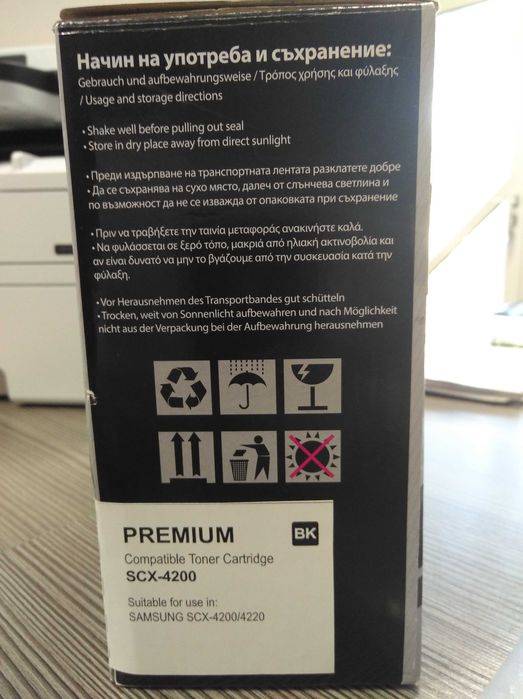 Начин на употреба и съхранение:
Gebrauch und aufbewahrungsweise / Τρόπος χρήσης και φύλαξης
/ Usage and storage directions
• Shake well before pulling out seal
• Store in dry place away from direct sunlight
• Преди издърпване на транспортната лентата разклатете добре
• Да се съхранява на сухо място, далеч от слънчева светлина и
по възможност да не се изважда от опаковката при съхранение
• Πριν να τραβήξετε την ταινία μεταφοράς ανακινήστε καλά.
• Να φυλάσσεται σε ξερό τόπο, μακριά από ηλιακή ακτινοβολία και
αν είναι δυνατό να μην το βγάζουμε από την συσκευασία κατά την
φύλαξη.
• Vor Herausnehmen des Transportbandes gut schütteln
• Trocken, weit von Sonnenlicht aufbewahren und nach Möglichkeit
nicht aus der Verpackung bei der Aufbewahrung herausnehmen
PREMIUM BK
Compatible Toner Cartridge
SCX-4200
Suitable for use in:
SAMSUNG SCX-4200/4220